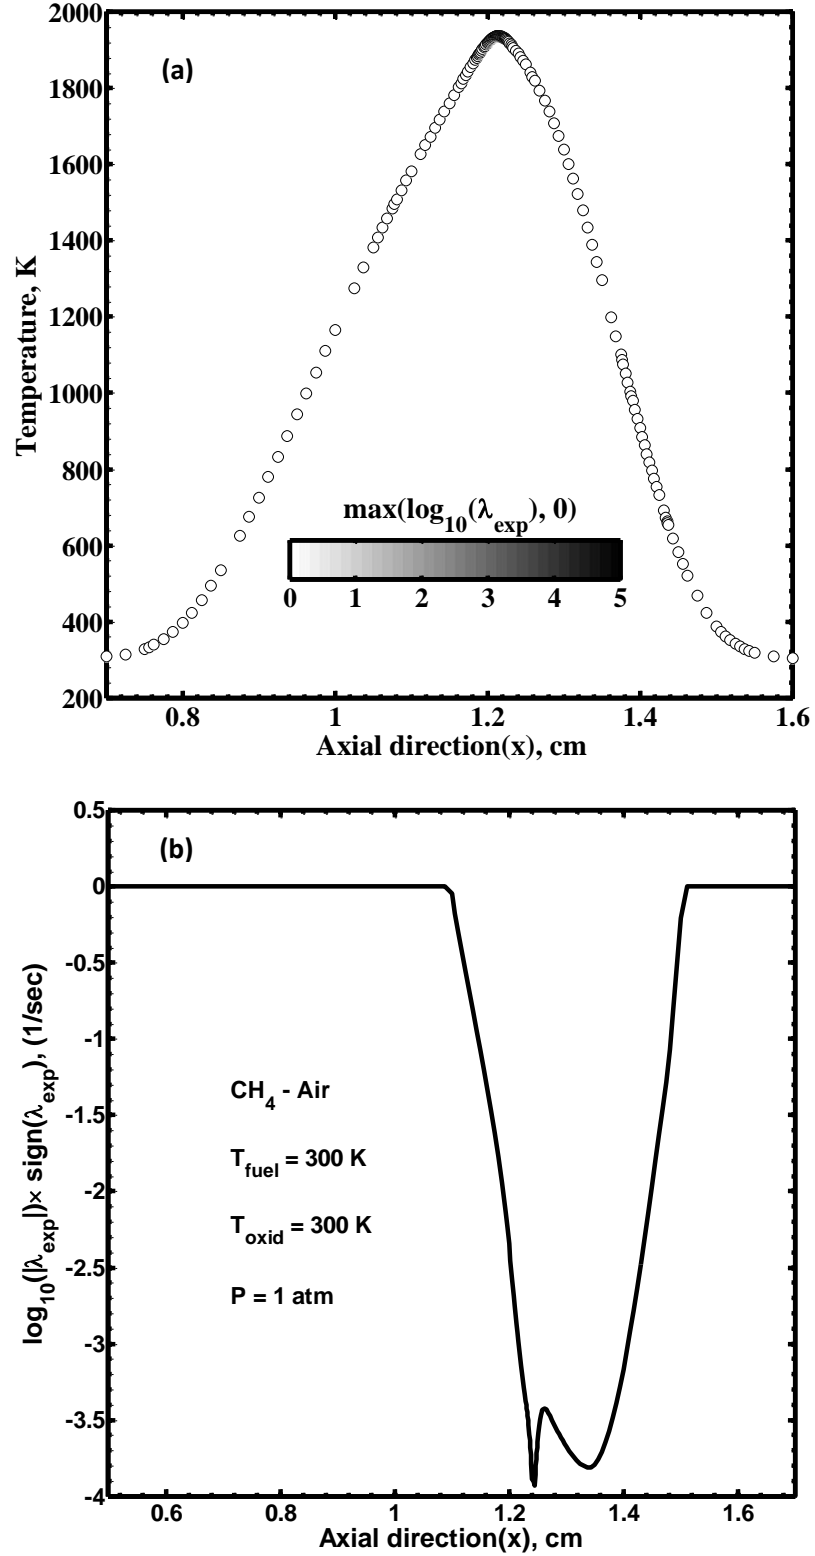 2000
(a)
1800
1600
1400
1200
1000
800
600
400
200
Temperature, K
max(log10(λexp), 0)
0 1 2 3 4 5
0.8 1 1.2 1.4 1.6
Axial direction(x), cm
0.5
(b)
0
-0.5
-1
-1.5
-2
-2.5
-3
-3.5
-4
log10(|λexp|)× sign(λexp), (1/sec)
CH4 - Air
Tfuel = 300 K
Toxid = 300 K
P = 1 atm
0.6 0.8 1 1.2 1.4 1.6
Axial direction(x), cm